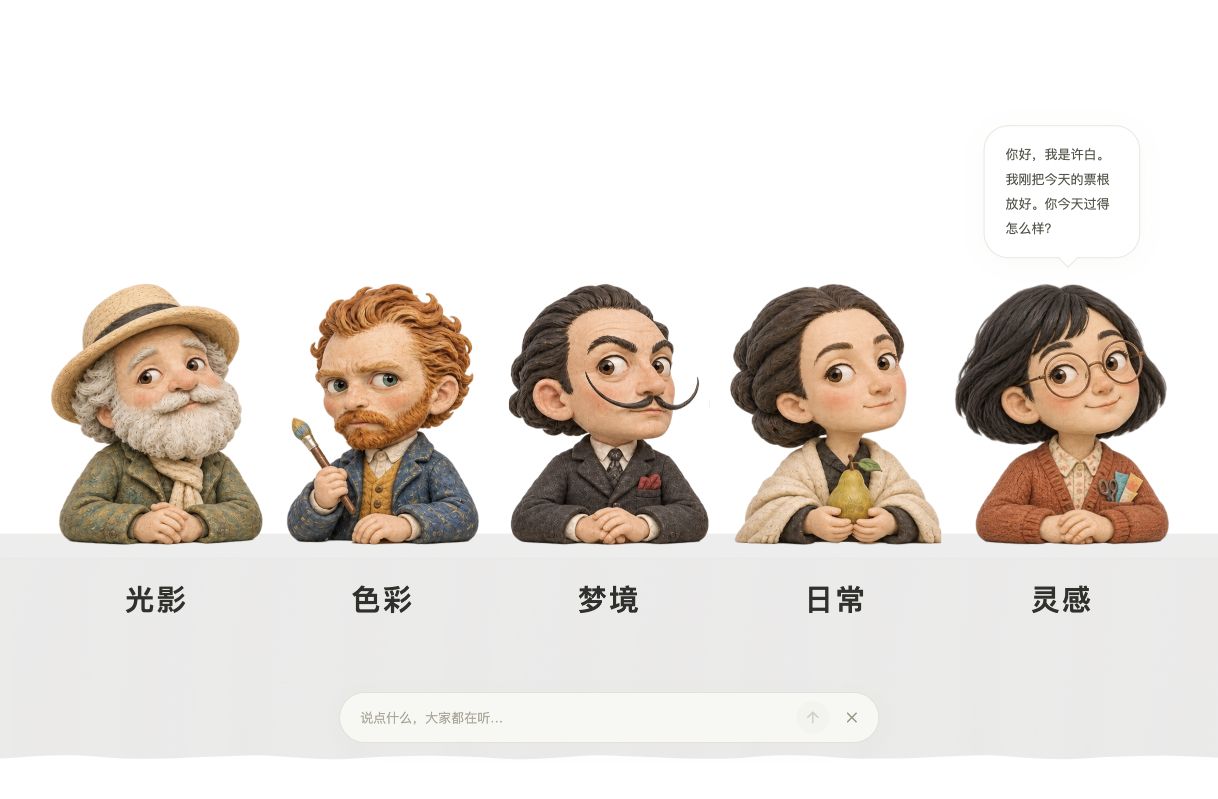 你好，我是许白。
我刚把今天的票根
放好。你今天过得
怎么样？
光影
色彩
梦境
日常
灵感
说点什么，大家都在听...